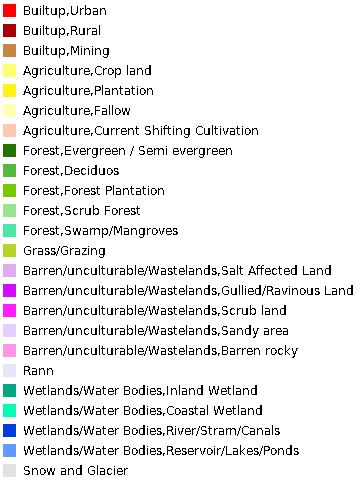 Builtup,Urban
Builtup,Rural
Builtup,Mining
Agriculture,Crop land
Agriculture,Plantation
Agriculture,Fallow
Agriculture,Current Shifting Cultivation
Forest,Evergreen / Semi evergreen
Forest,Deciduos
Forest,Forest Plantation
Forest,Scrub Forest
Forest,Swamp/Mangroves
Grass/Grazing
Barren/unculturable/Wastelands,Salt Affected Land
Barren/unculturable/Wastelands,Gullied/Ravinous Land
Barren/unculturable/Wastelands,Scrub land
Barren/unculturable/Wastelands,Sandy area
Barren/unculturable/Wastelands,Barren rocky
Rann
Wetlands/Water Bodies,Inland Wetland
Wetlands/Water Bodies,Coastal Wetland
Wetlands/Water Bodies,River/Stram/Canals
Wetlands/Water Bodies,Reservoir/Lakes/Ponds
Snow and Glacier